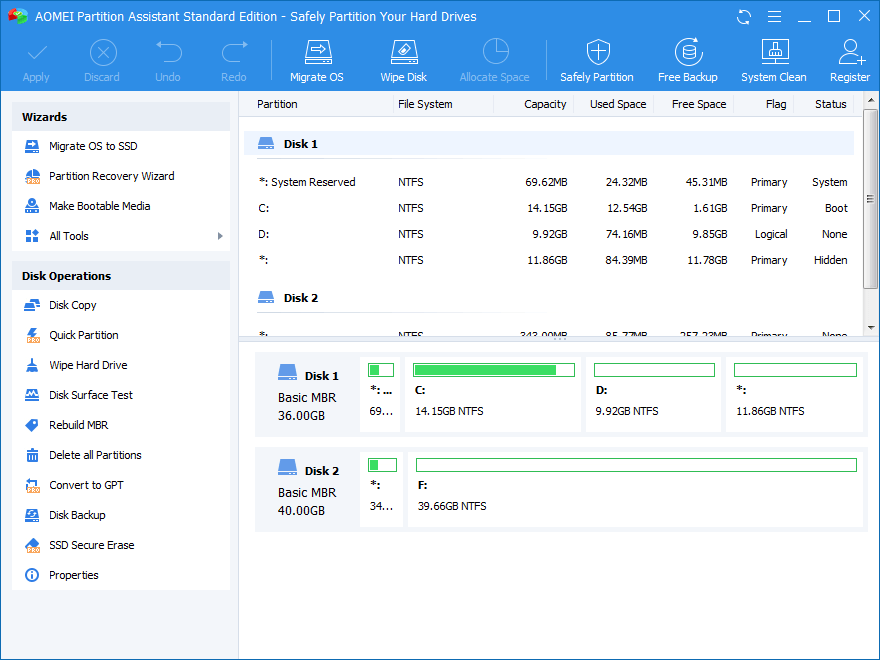 AOMEI Partition Assistant Standard Edition - Safely Partition Your Hard Drives
Apply Discard Undo Redo Migrate OS Wipe Disk Allocate Space Safely Partition Free Backup System Clean Register
Wizards
Migrate OS to SSD
PRO Partition Recovery Wizard
Make Bootable Media
All Tools
Disk Operations
Disk Copy
PRO Quick Partition
Wipe Hard Drive
Disk Surface Test
Rebuild MBR
Delete all Partitions
PRO Convert to GPT
Disk Backup
PRO SSD Secure Erase
Properties
Partition File System Capacity Used Space Free Space Flag Status
Disk 1
*: System Reserved NTFS 69.62MB 24.32MB 45.31MB Primary System
C: NTFS 14.15GB 12.54GB 1.61GB Primary Boot
D: NTFS 9.92GB 74.16MB 9.85GB Logical None
*: NTFS 11.86GB 84.39MB 11.78GB Primary Hidden
Disk 2
*: NTFS 343.00MB 85.77MB 257.23MB Primary None
Disk 1
Basic MBR
36.00GB
*: ...
69...
C:
14.15GB NTFS
D:
9.92GB NTFS
*:
11.86GB NTFS
Disk 2
Basic MBR
40.00GB
*:
34...
F:
39.66GB NTFS